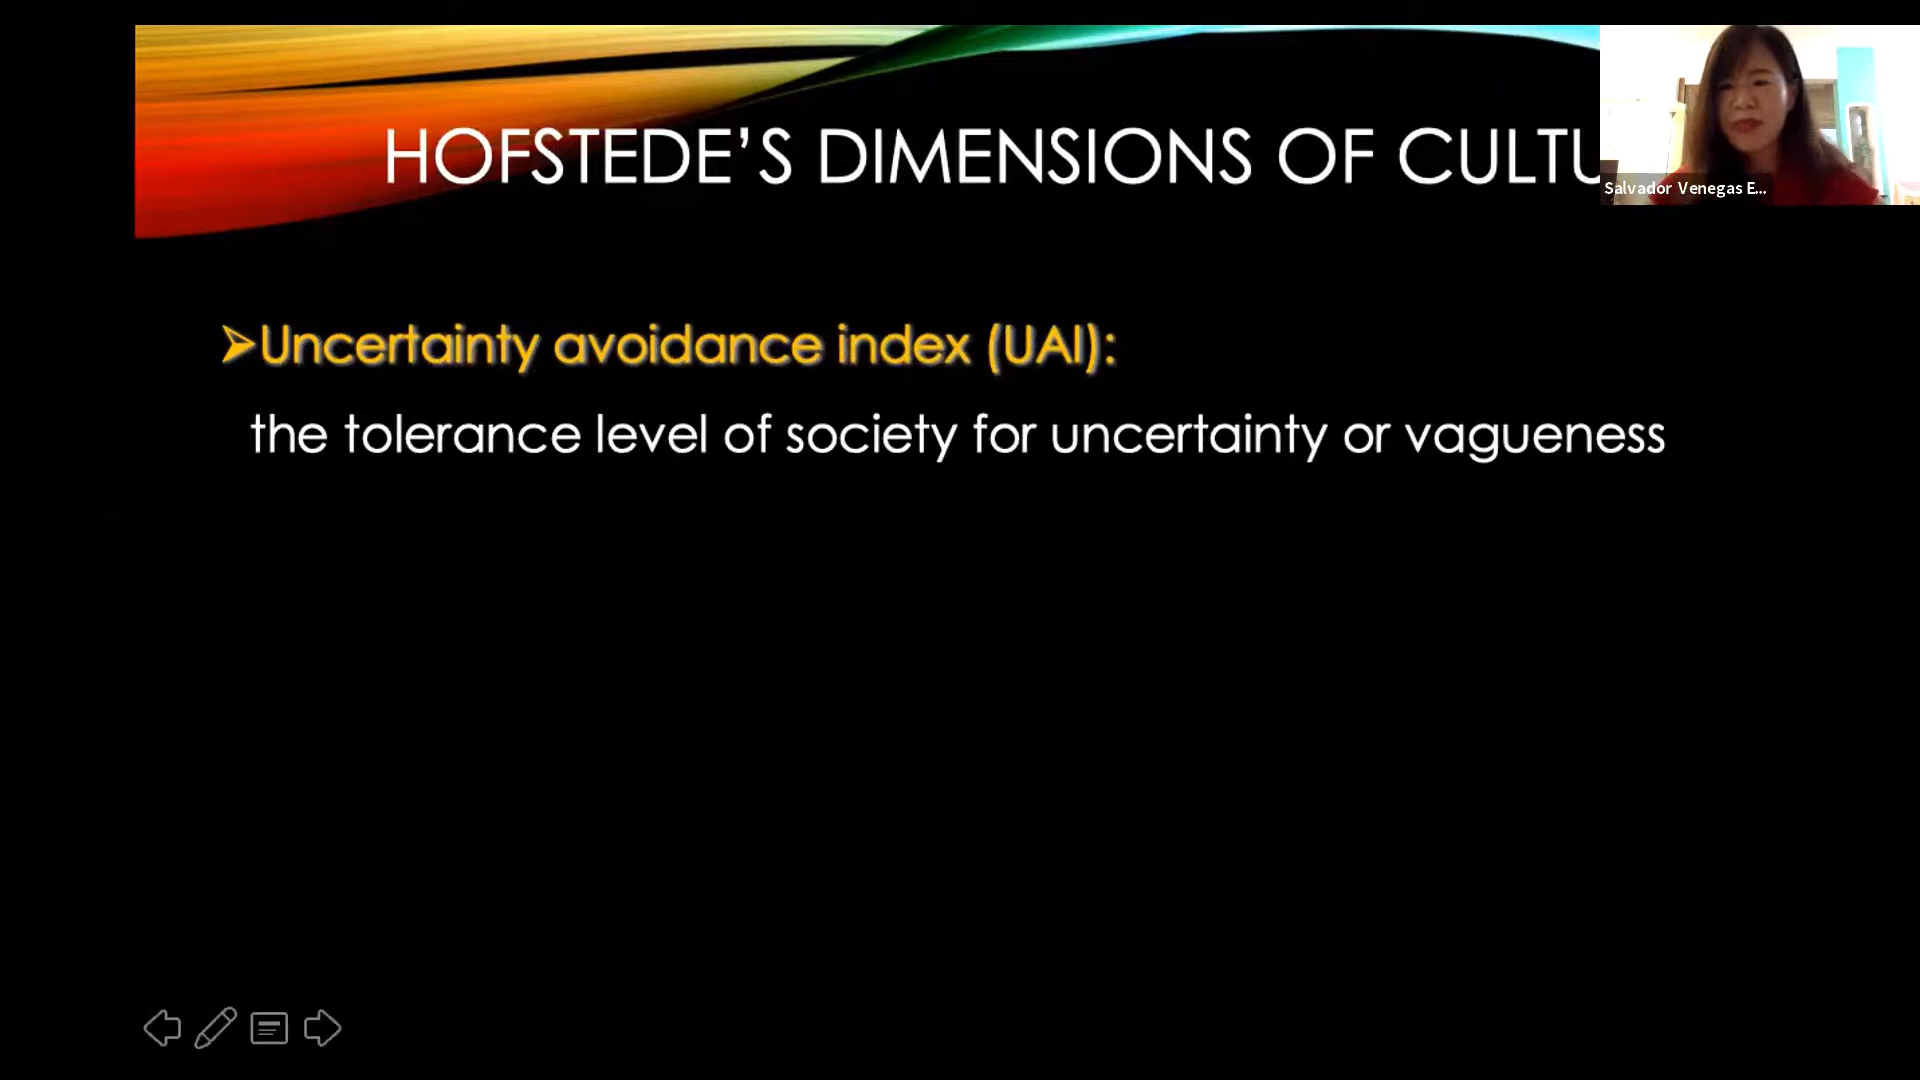 HOFSTEDE’S DIMENSIONS OF CULTU
Salvador Venegas E...
➢Uncertainty avoidance index (UAI):
the tolerance level of society for uncertainty or vagueness